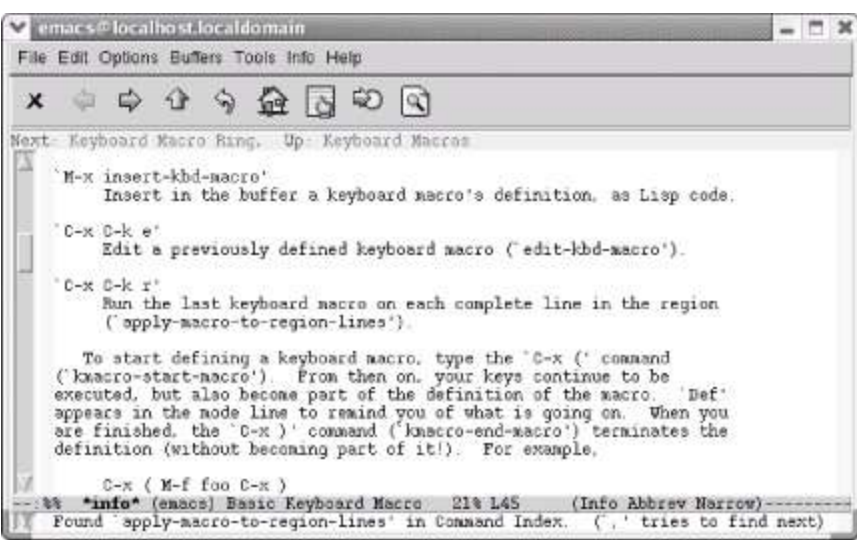 emacs@localhost.localdomain
File Edit Options Buffers Tools Info Help
Next: Keyboard Macro Ring,  Up: Keyboard Macros
`M-x insert-kbd-macro'
Insert in the buffer a keyboard macro's definition, as Lisp code.
`C-x C-k e'
Edit a previously defined keyboard macro (`edit-kbd-macro').
`C-x C-k r'
Run the last keyboard macro on each complete line in the region
(`apply-macro-to-region-lines').
To start defining a keyboard macro, type the `C-x (' command
(`kmacro-start-macro').  From then on, your keys continue to be
executed, but also become part of the definition of the macro.  `Def'
appears in the mode line to remind you of what is going on.  When you
are finished, the `C-x )' command (`kmacro-end-macro') terminates the
definition (without becoming part of it!).  For example,
C-x ( M-f foo C-x )
--:%%  *info* (emacs) Basic Keyboard Macro   21% L45     (Info Abbrev Narrow)---------
Found `apply-macro-to-region-lines' in Command Index.  (`,' tries to find next)